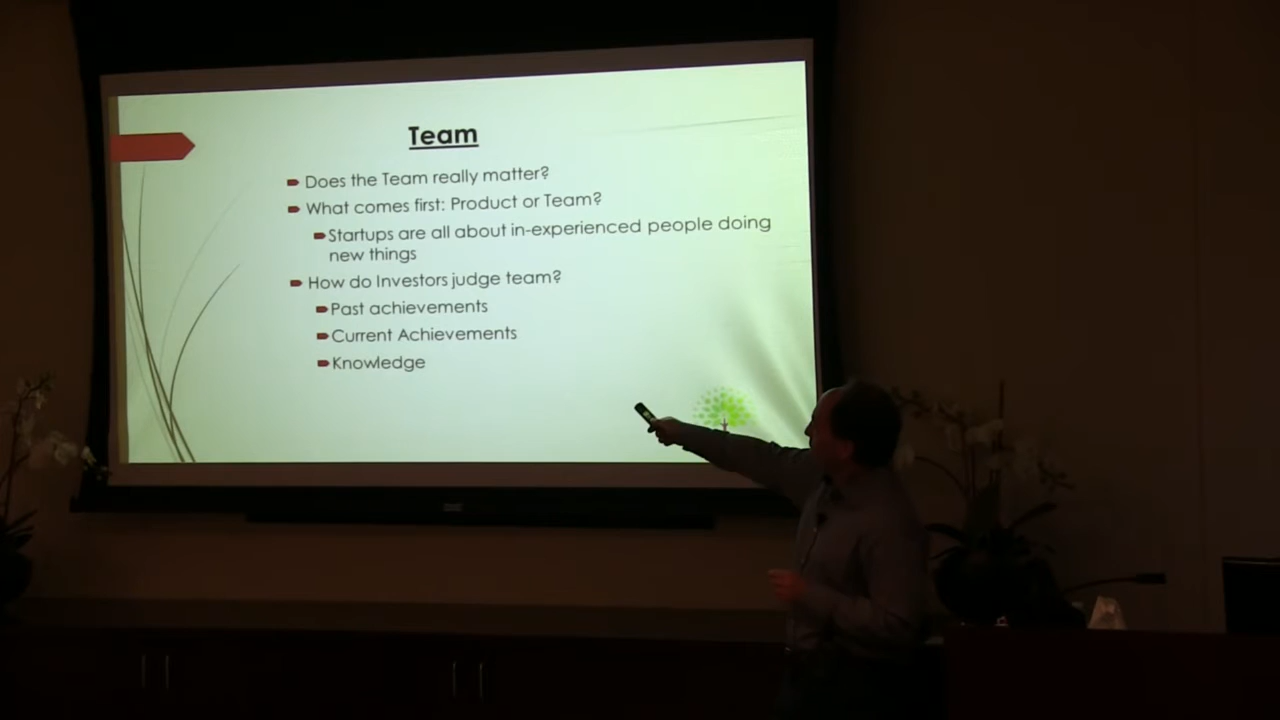 Team
Does the Team really matter?
What comes first: Product or Team?
Startups are all about in-experienced people doing
new things
How do Investors judge team?
Past achievements
Current Achievements
Knowledge